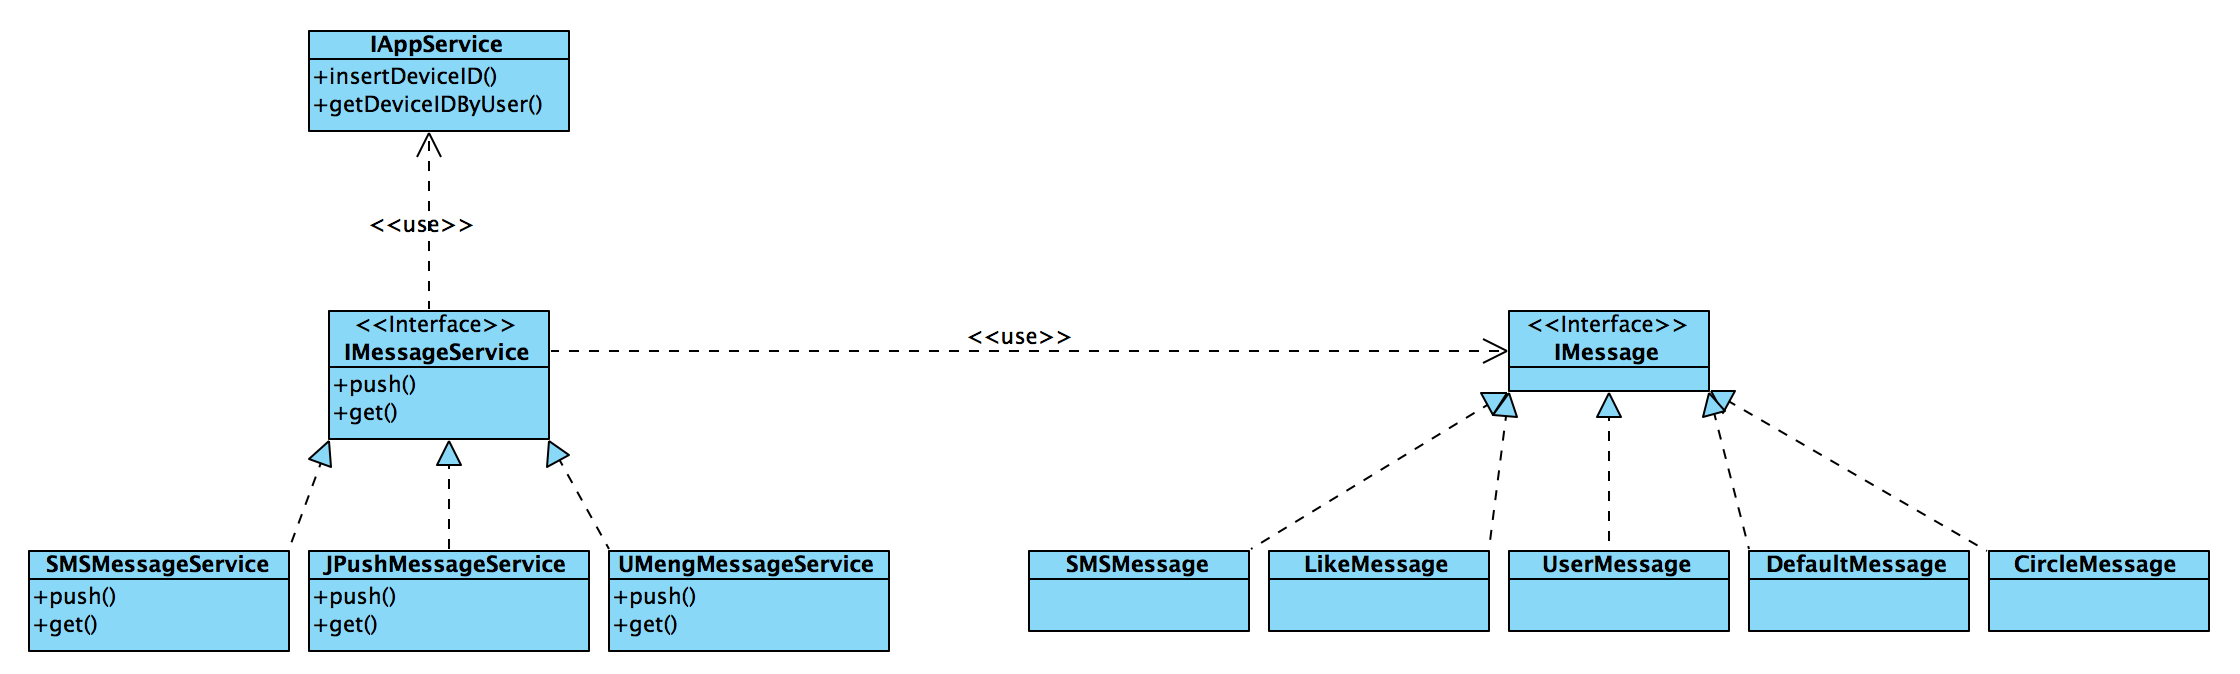 IAppService
+insertDeviceID()
+getDeviceIDByUser()
<<use>>
<<Interface>>
IMessageService
+push()
+get()
<<use>>
<<Interface>>
IMessage
SMSMessageService
+push()
+get()
JPushMessageService
+push()
+get()
UMengMessageService
+push()
+get()
SMSMessage
LikeMessage
UserMessage
DefaultMessage
CircleMessage